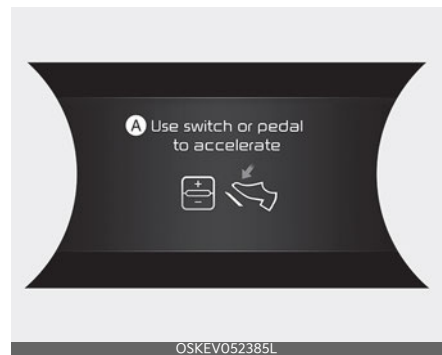 A Use switch or pedal
to accelerate
+
-
OSKEV052385L